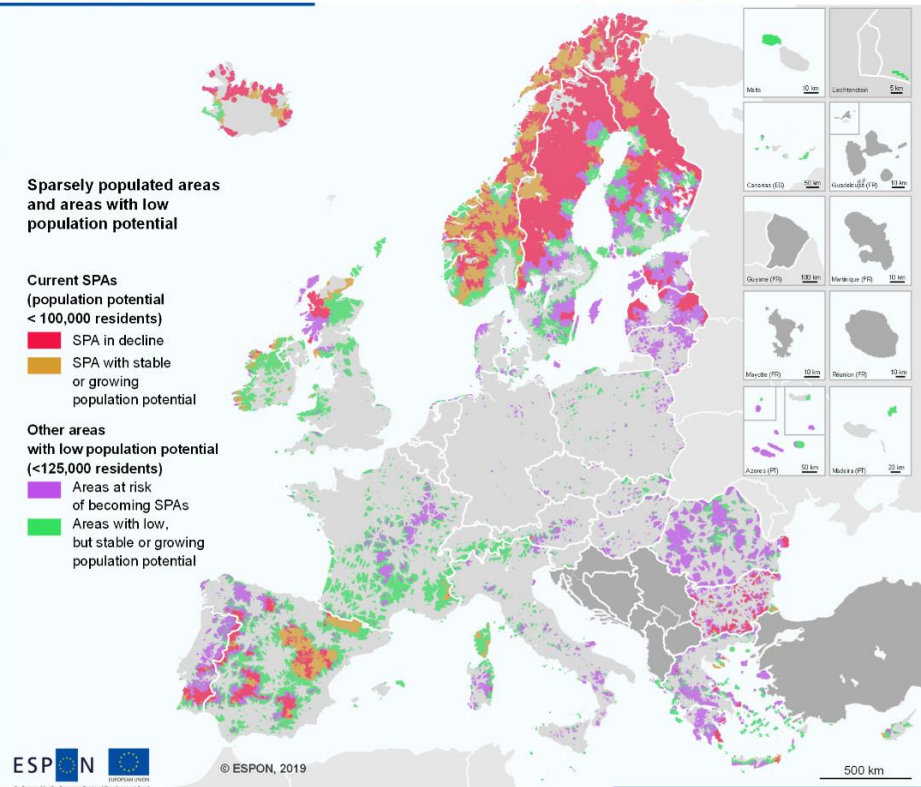 Sparsely populated areas
and areas with low
population potential
Current SPAs
(population potential
< 100,000 residents)
SPA in decline
SPA with stable
or growing
population potential
Other areas
with low population potential
(<125,000 residents)
Areas at risk
of becoming SPAs
Areas with low,
but stable or growing
population potential
ESPON
EUROPEAN UNION
© ESPON, 2019
500 km
Malta 10 km
Liechtenstein 5 km
Canarias (ES) 50 km
Guadeloupe (FR) 10 km
Guyane (FR) 100 km
Martinique (FR) 10 km
Mayotte (FR) 10 km
Réunion (FR) 10 km
Azores (PT) 50 km
Madeira (PT) 20 km